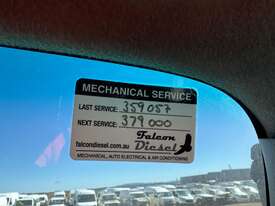 MECHANICAL SERVICE
LAST SERVICE: 359057
NEXT SERVICE: 379000
Falcon
Diesel
falcondiesel.com.au
MECHANICAL, AUTO ELECTRICAL & AIR CONDITIONING